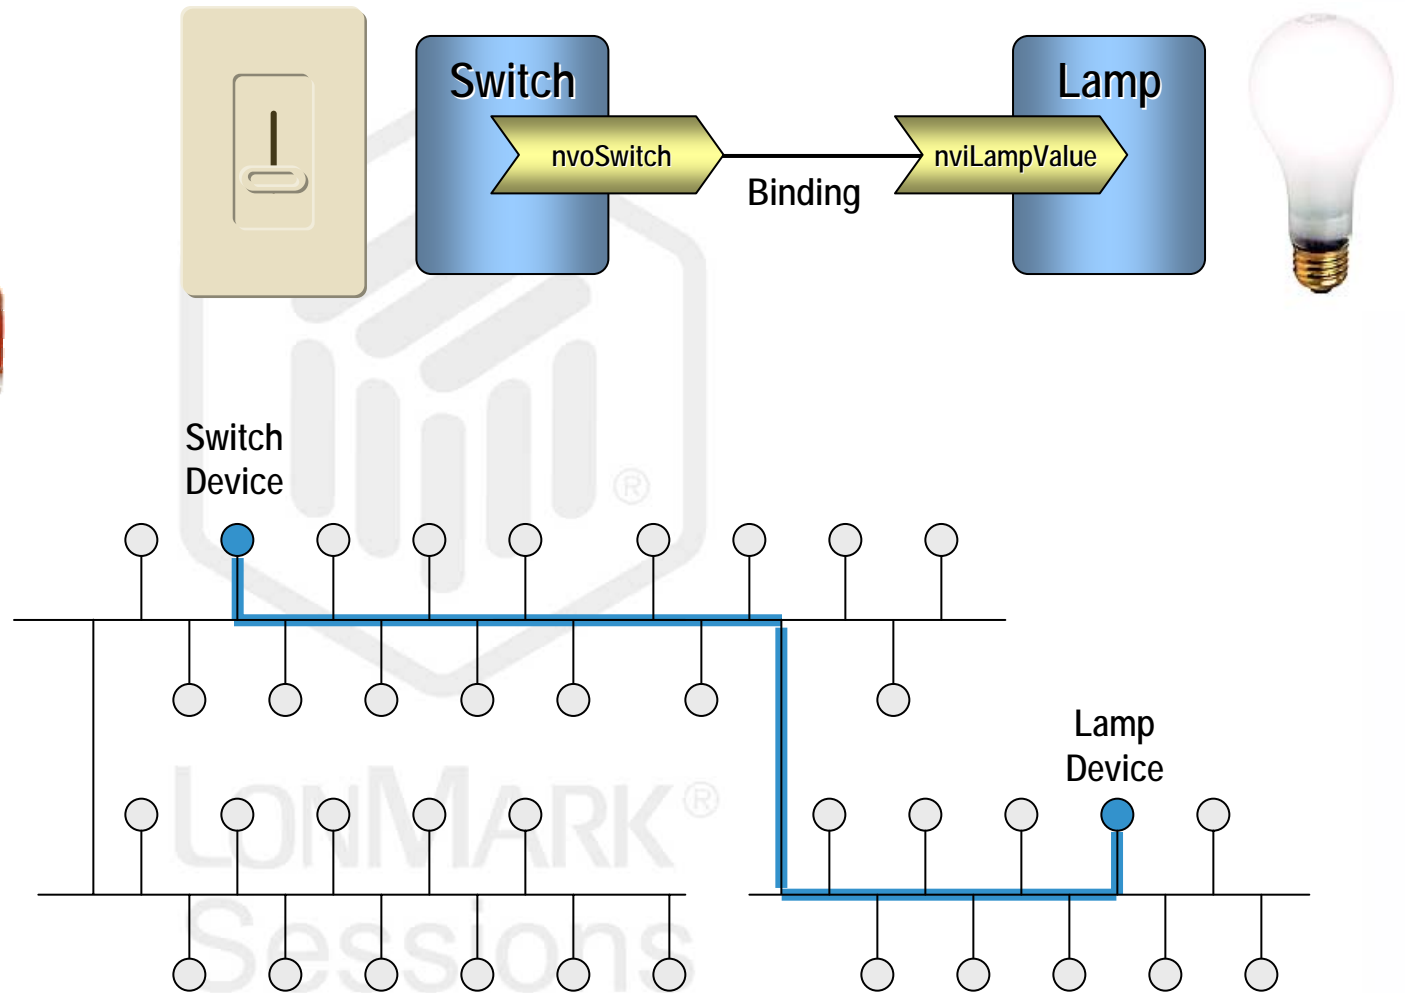 Switch
Lamp
nvoSwitch
nviLampValue
Binding
Switch
Device
®
Lamp
Device
LONMARK®
Sessions